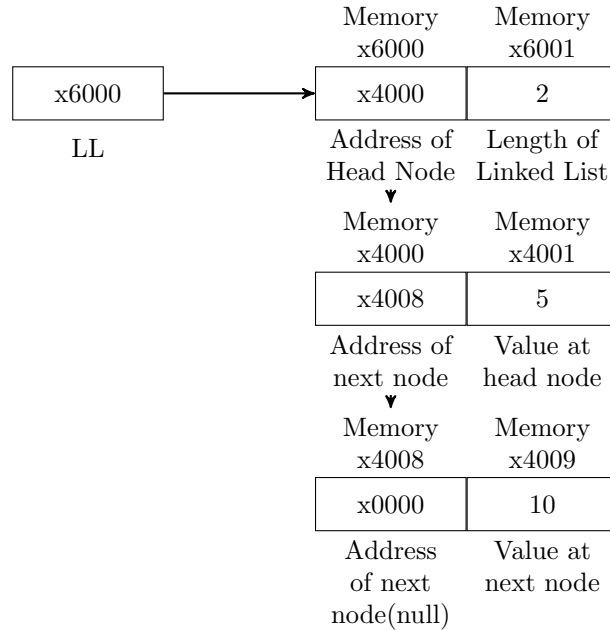 Memory Memory
x6000 x6001
x6000 x4000 2
LL Address of Length of
Head Node Linked List
Memory Memory
x4000 x4001
x4008 5
Address of Value at
next node head node
Memory Memory
x4008 x4009
x0000 10
Address Value at
of next next node
node(null)